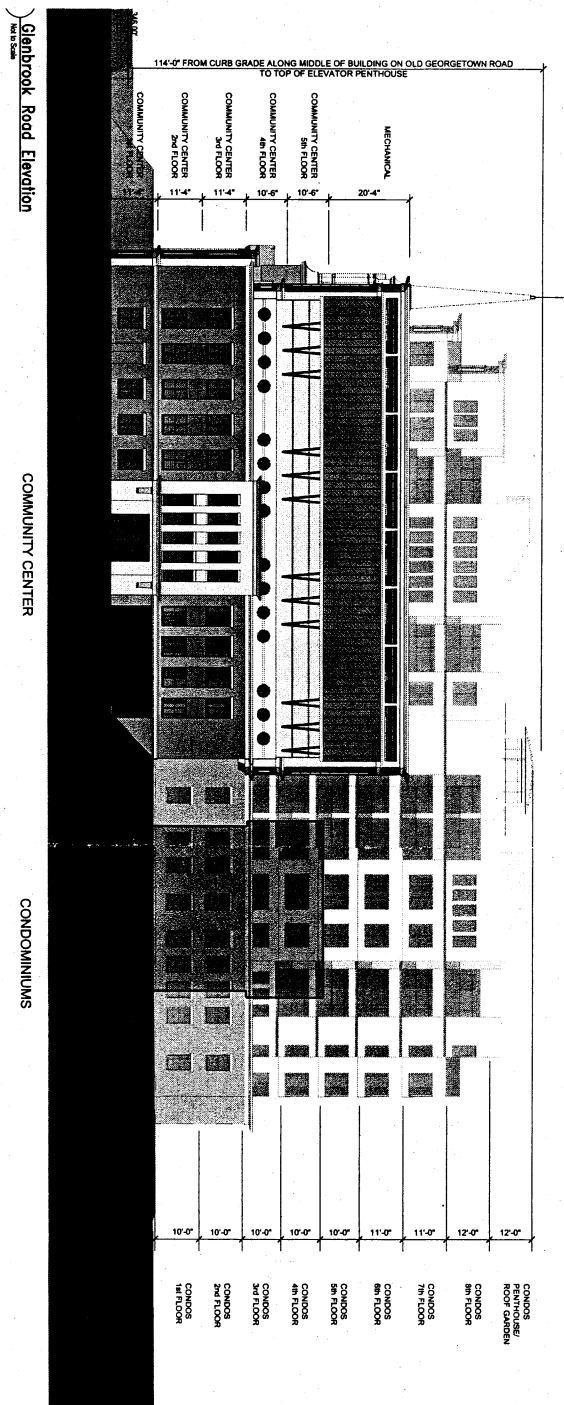 114'-0" FROM CURB GRADE ALONG MIDDLE OF BUILDING ON OLD GEORGETOWN ROAD
TO TOP OF ELEVATOR PENTHOUSE
MECHANICAL
20'-4"
COMMUNITY CENTER
5th FLOOR
10'-6"
COMMUNITY CENTER
4th FLOOR
10'-6"
COMMUNITY CENTER
3rd FLOOR
11'-4"
COMMUNITY CENTER
2nd FLOOR
11'-4"
COMMUNITY CENTER
FLOOR
CONDOS
PENTHOUSE/
ROOF GARDEN
12'-0"
CONDOS
8th FLOOR
12'-0"
CONDOS
7th FLOOR
11'-0"
CONDOS
6th FLOOR
11'-0"
CONDOS
5th FLOOR
10'-0"
CONDOS
4th FLOOR
10'-0"
CONDOS
3rd FLOOR
10'-0"
CONDOS
2nd FLOOR
10'-0"
CONDOS
1st FLOOR
10'-0"
COMMUNITY CENTER
CONDOMINIUMS
Glenbrook Road Elevation
Not to Scale